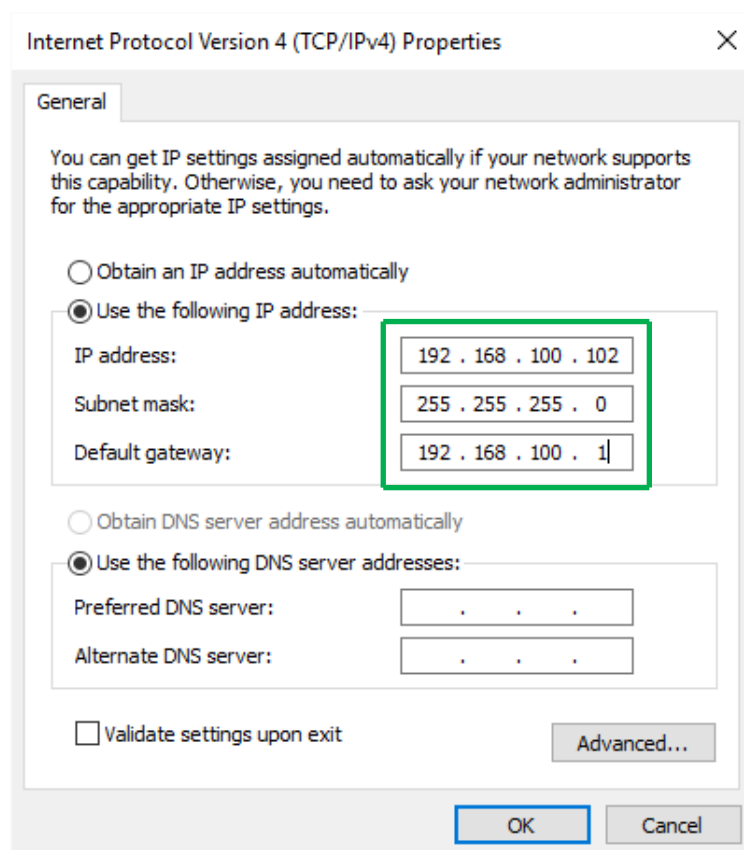 Internet Protocol Version 4 (TCP/IPv4) Properties
General
You can get IP settings assigned automatically if your network supports
this capability. Otherwise, you need to ask your network administrator
for the appropriate IP settings.
Obtain an IP address automatically
Use the following IP address:
IP address: 192 . 168 . 100 . 102
Subnet mask: 255 . 255 . 255 . 0
Default gateway: 192 . 168 . 100 . 1
Obtain DNS server address automatically
Use the following DNS server addresses:
Preferred DNS server: . . .
Alternate DNS server: . . .
Validate settings upon exit
Advanced...
OK Cancel